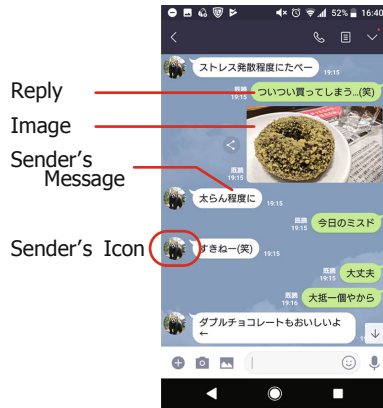 52% 16:40
ストレス発散程度にたべー
19:15
Reply
既読
19:15
ついつい買ってしまう...(笑)
Image
Sender's
Message
既読
19:15
太らん程度に
19:15
既読
19:15
今日のミスド
Sender's Icon
すきねー(笑)
19:15
既読
19:15
大丈夫
既読
19:16
大抵一個やから
ダブルチョコレートもおいしいよ
←